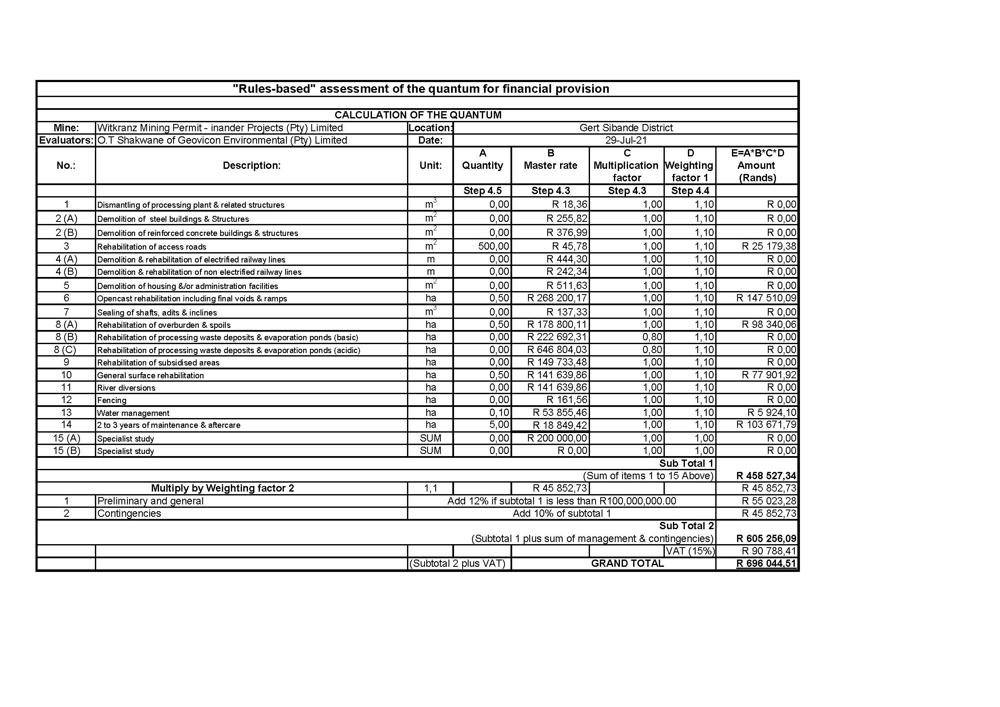 "Rules-based" assessment of the quantum for financial provision
CALCULATION OF THE QUANTUM
Mine: Witkranz Mining Permit - inander Projects (Pty) Limited Location: Gert Sibande District
Evaluators: O.T Shakwane of Geovicon Environmental (Pty) Limited Date: 29-Jul-21
A B C D E=A*B*C*D
No.: Description: Unit: Quantity Master rate Multiplication Weighting Amount
factor factor 1 (Rands)
Step 4.5 Step 4.3 Step 4.3 Step 4.4
1 Dismantling of processing plant & related structures m³ 0,00 R 18,36 1,00 1,10 R 0,00
2 (A) Demolition of steel buildings & Structures m² 0,00 R 255,82 1,00 1,10 R 0,00
2 (B) Demolition of reinforced concrete buildings & structures m² 0,00 R 376,99 1,00 1,10 R 0,00
3 Rehabilitation of access roads m² 500,00 R 45,78 1,00 1,10 R 25 179,38
4 (A) Demolition & rehabilitation of electrified railway lines m 0,00 R 444,30 1,00 1,10 R 0,00
4 (B) Demolition & rehabilitation of non electrified railway lines m 0,00 R 242,34 1,00 1,10 R 0,00
5 Demolition of housing &/or administration facilities m² 0,00 R 511,63 1,00 1,10 R 0,00
6 Opencast rehabilitation including final voids & ramps ha 0,50 R 268 200,17 1,00 1,10 R 147 510,09
7 Sealing of shafts, adits & inclines m³ 0,00 R 137,33 1,00 1,10 R 0,00
8 (A) Rehabilitation of overburden & spoils ha 0,50 R 178 800,11 1,00 1,10 R 98 340,06
8 (B) Rehabilitation of processing waste deposits & evaporation ponds (basic) ha 0,00 R 222 692,31 0,80 1,10 R 0,00
8 (C) Rehabilitation of processing waste deposits & evaporation ponds (acidic) ha 0,00 R 646 804,03 0,80 1,10 R 0,00
9 Rehabilitation of subsidised areas ha 0,00 R 149 733,48 1,00 1,10 R 0,00
10 General surface rehabilitation ha 0,50 R 141 639,86 1,00 1,10 R 77 901,92
11 River diversions ha 0,00 R 141 639,86 1,00 1,10 R 0,00
12 Fencing ha 0,00 R 161,56 1,00 1,10 R 0,00
13 Water management ha 0,10 R 53 855,46 1,00 1,10 R 5 924,10
14 2 to 3 years of maintenance & aftercare ha 5,00 R 18 849,42 1,00 1,10 R 103 671,79
15 (A) Specialist study SUM 0,00 R 200 000,00 1,00 1,00 R 0,00
15 (B) Specialist study SUM 0,00 R 0,00 1,00 1,00 R 0,00
Sub Total 1
(Sum of items 1 to 15 Above) R 458 527,34
Multiply by Weighting factor 2 1,1 R 45 852,73 R 45 852,73
1 Preliminary and general Add 12% if subtotal 1 is less than R100,000,000.00 R 55 023,28
2 Contingencies Add 10% of subtotal 1 R 45 852,73
Sub Total 2
(Subtotal 1 plus sum of management & contingencies) R 605 256,09
VAT (15%) R 90 788,41
(Subtotal 2 plus VAT) GRAND TOTAL R 696 044,51